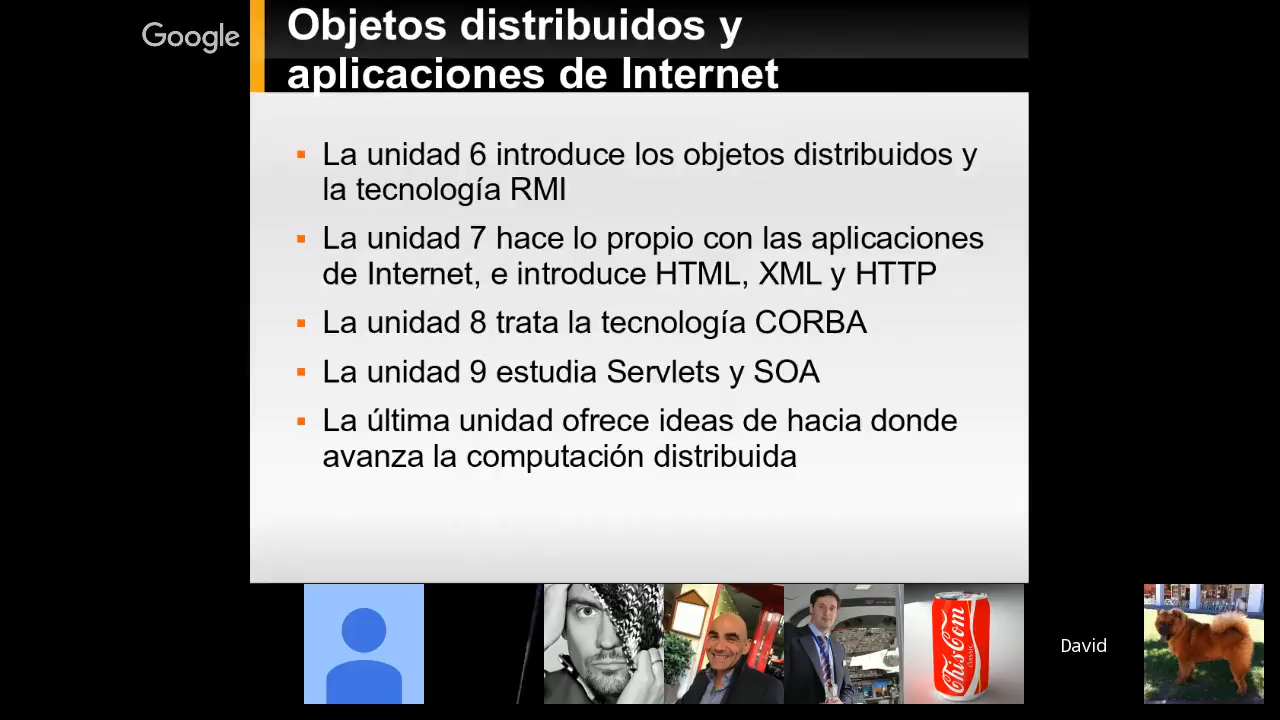 Google
Objetos distribuidos y
aplicaciones de Internet
La unidad 6 introduce los objetos distribuidos y
la tecnología RMI
La unidad 7 hace lo propio con las aplicaciones
de Internet, e introduce HTML, XML y HTTP
La unidad 8 trata la tecnología CORBA
La unidad 9 estudia Servlets y SOA
La última unidad ofrece ideas de hacia donde
avanza la computación distribuida
ChisCom
classic
David